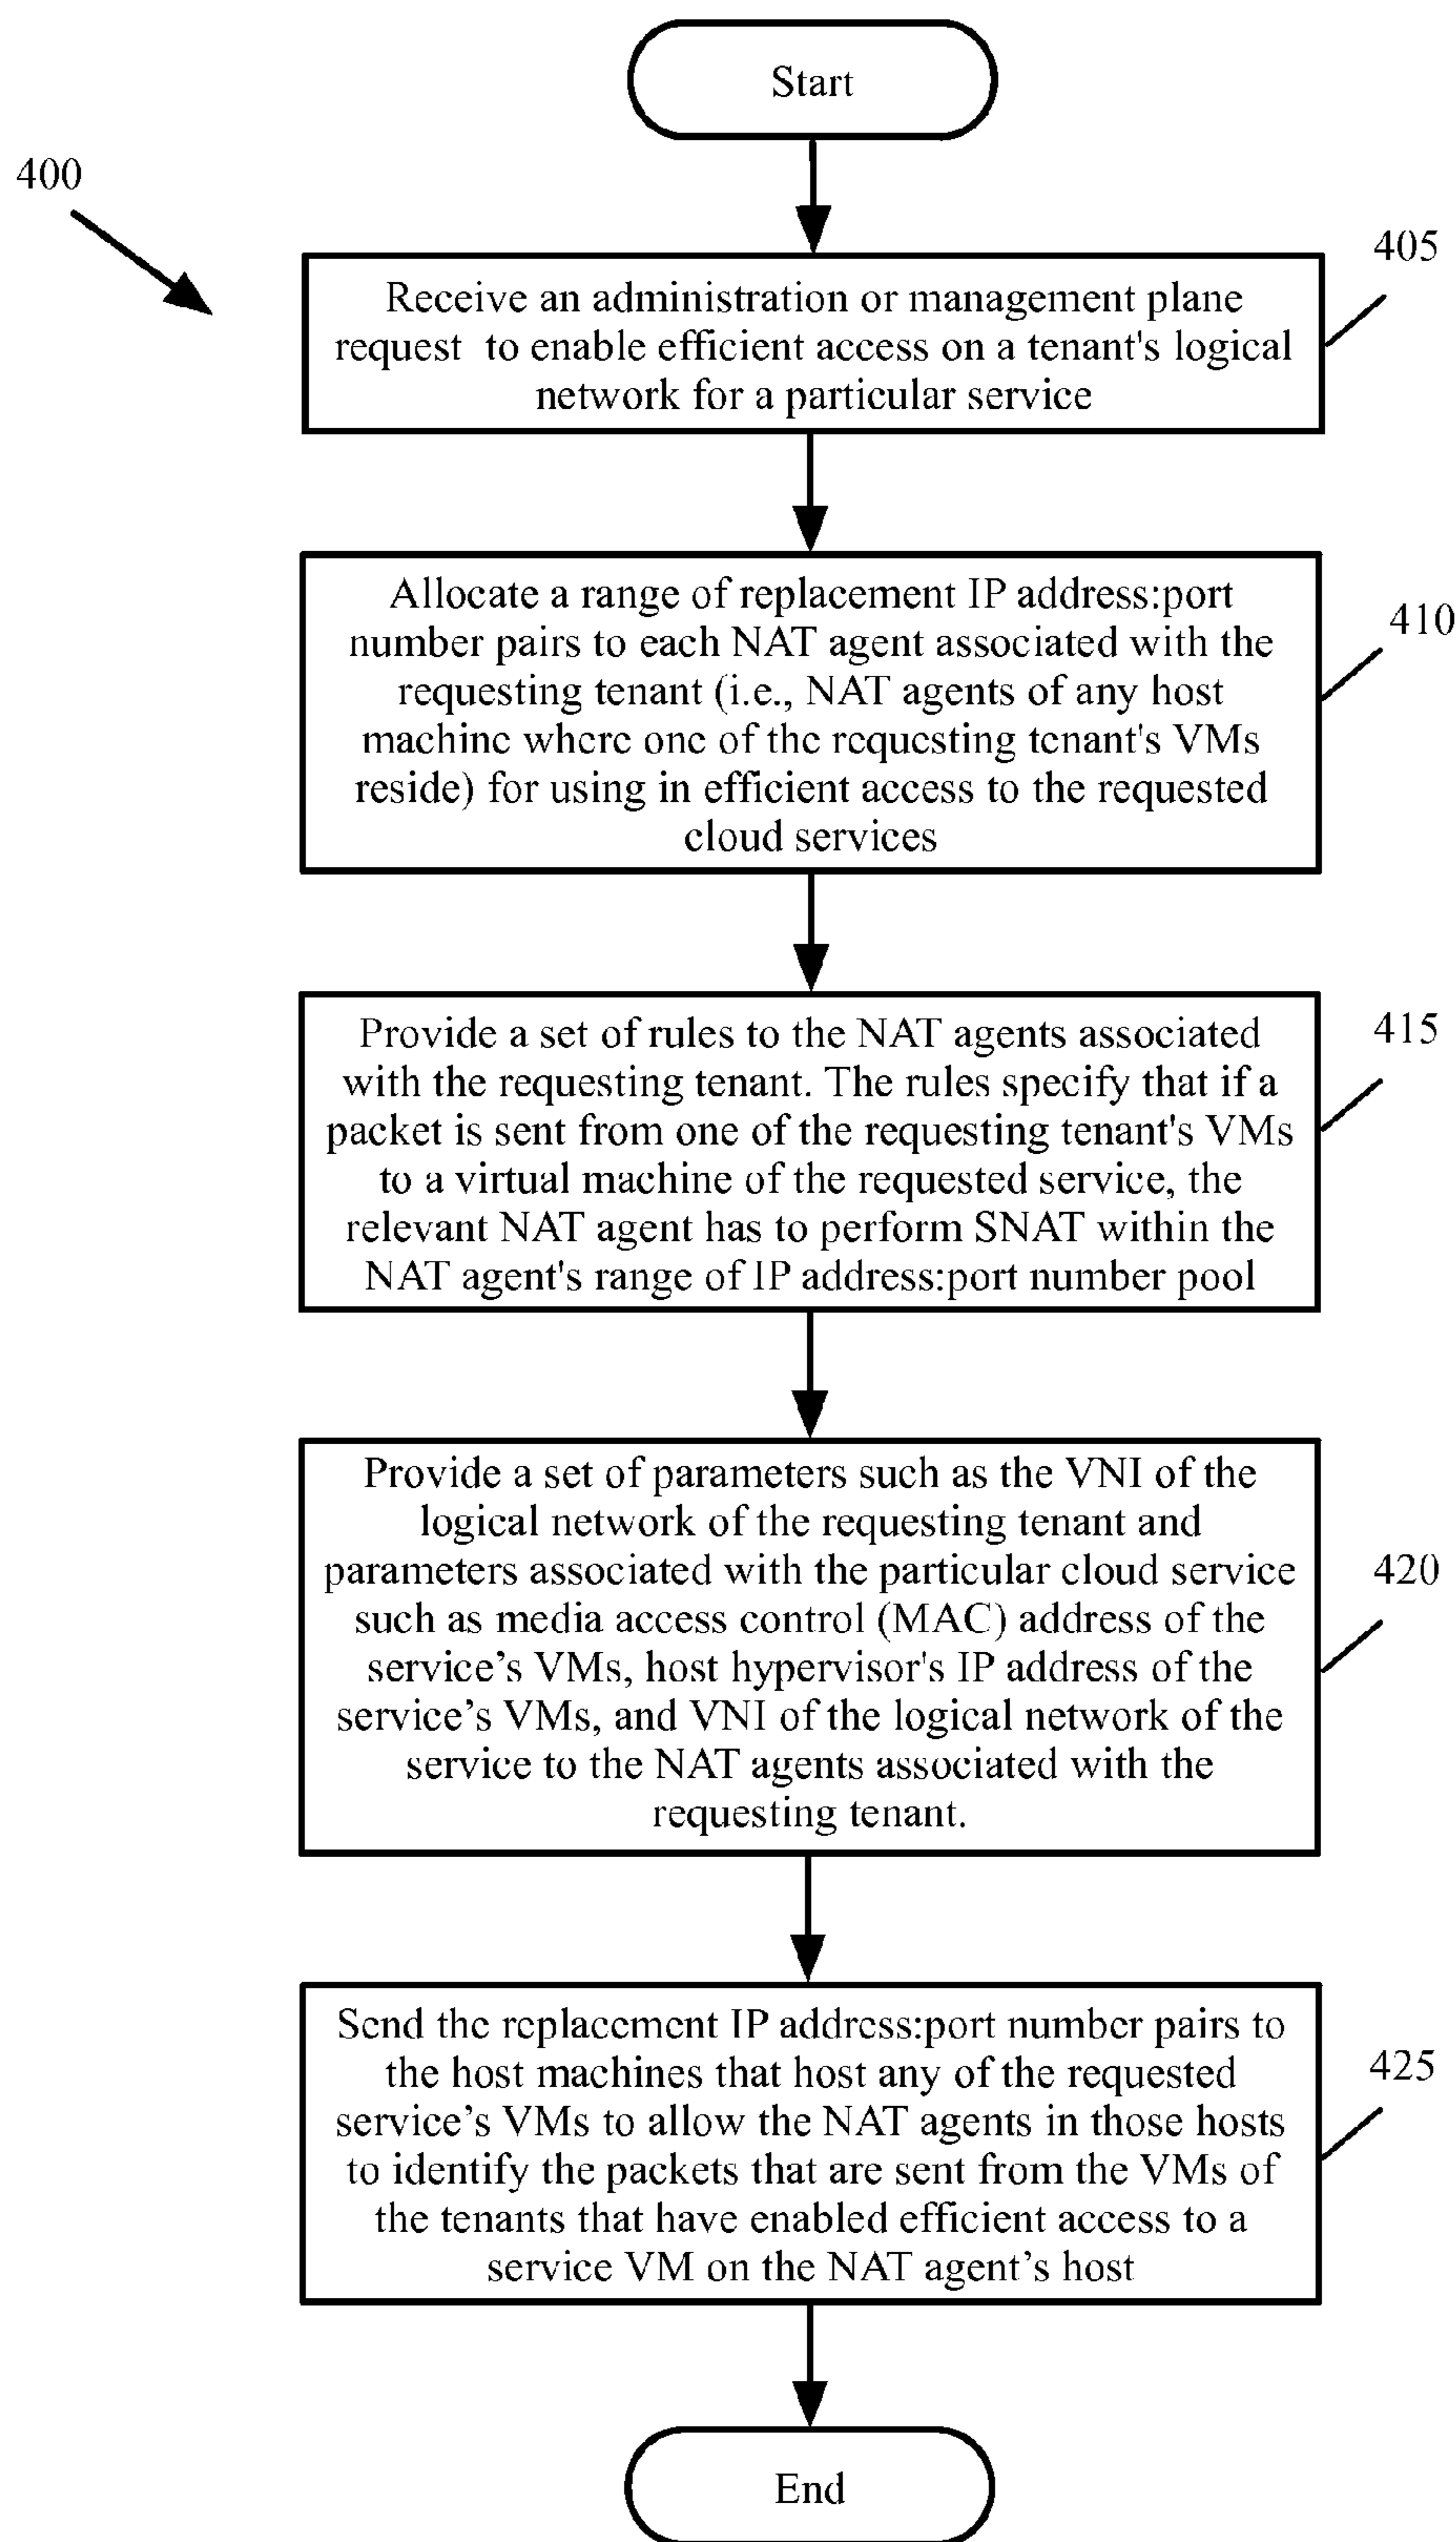 Start
400
405
Receive an administration or management plane
request to enable efficient access on a tenant's logical
network for a particular service
410
Allocate a range of replacement IP address:port
number pairs to each NAT agent associated with the
requesting tenant (i.e., NAT agents of any host
machine where one of the requesting tenant's VMs
reside) for using in efficient access to the requested
cloud services
415
Provide a set of rules to the NAT agents associated
with the requesting tenant. The rules specify that if a
packet is sent from one of the requesting tenant's VMs
to a virtual machine of the requested service, the
relevant NAT agent has to perform SNAT within the
NAT agent's range of IP address:port number pool
420
Provide a set of parameters such as the VNI of the
logical network of the requesting tenant and
parameters associated with the particular cloud service
such as media access control (MAC) address of the
service’s VMs, host hypervisor's IP address of the
service’s VMs, and VNI of the logical network of the
service to the NAT agents associated with the
requesting tenant.
425
Send the replacement IP address:port number pairs to
the host machines that host any of the requested
service’s VMs to allow the NAT agents in those hosts
to identify the packets that are sent from the VMs of
the tenants that have enabled efficient access to a
service VM on the NAT agent’s host
End